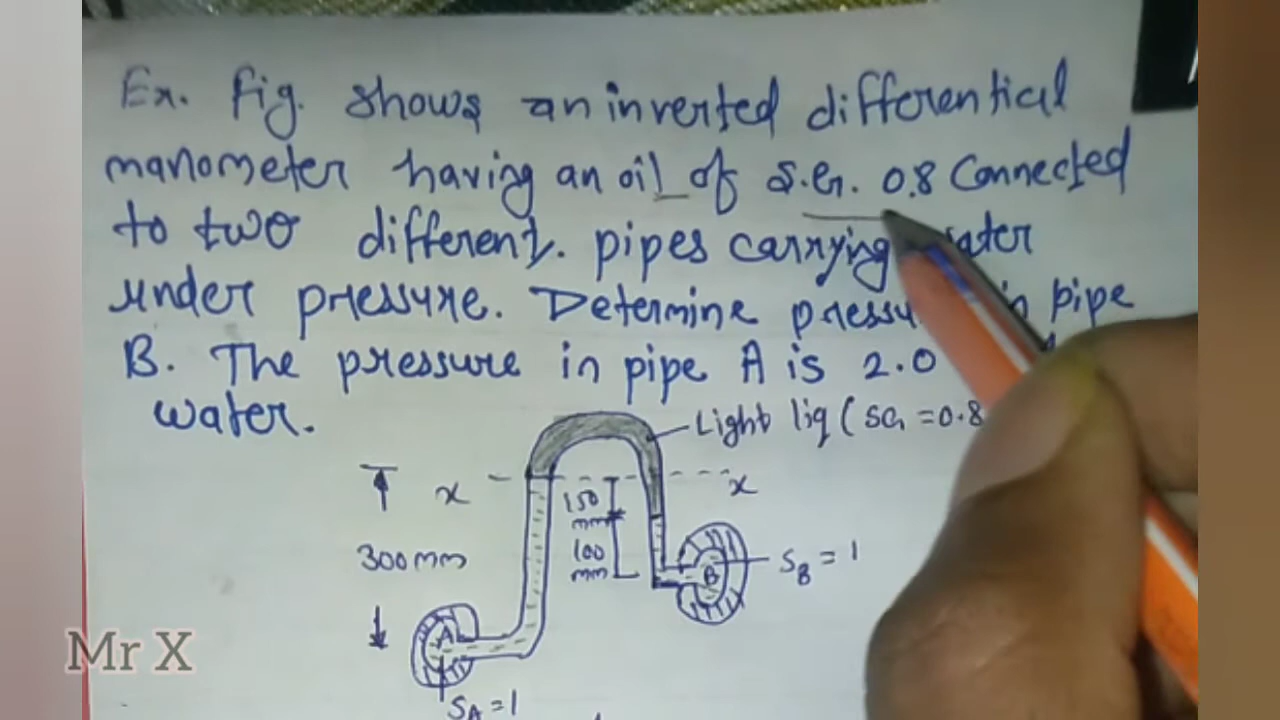 Ex. Fig. shows an inverted differential
manometer having an oil of S.Gr. 0.8 Connected
to two different. pipes carrying
under pressure. Determine pipe
B. The pressure in pipe A is 2.0
water.
Light liq (SG =0.8
x
x
150
mm
300mm
100
mm
B
SB = 1
A
SA = 1
Mr X